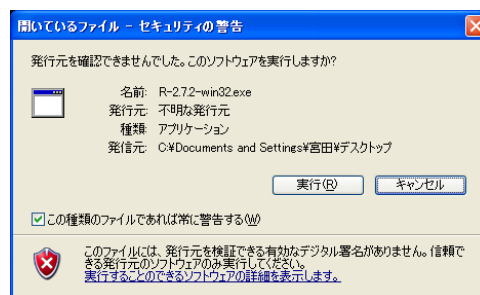 開いているファイル - セキュリティの警告
発行元を確認できませんでした。このソフトウェアを実行しますか?
名前: R-2.7.2-win32.exe
発行元: 不明な発行元
種類: アプリケーション
発信元: C:¥Documents and Settings¥宮田¥デスクトップ
実行(R)
キャンセル
この種類のファイルであれば常に警告する(W)
このファイルには、発行元を検証できる有効なデジタル署名がありません。信頼で
きる発行元のソフトウェアのみ実行してください。
実行することのできるソフトウェアの詳細を表示します。